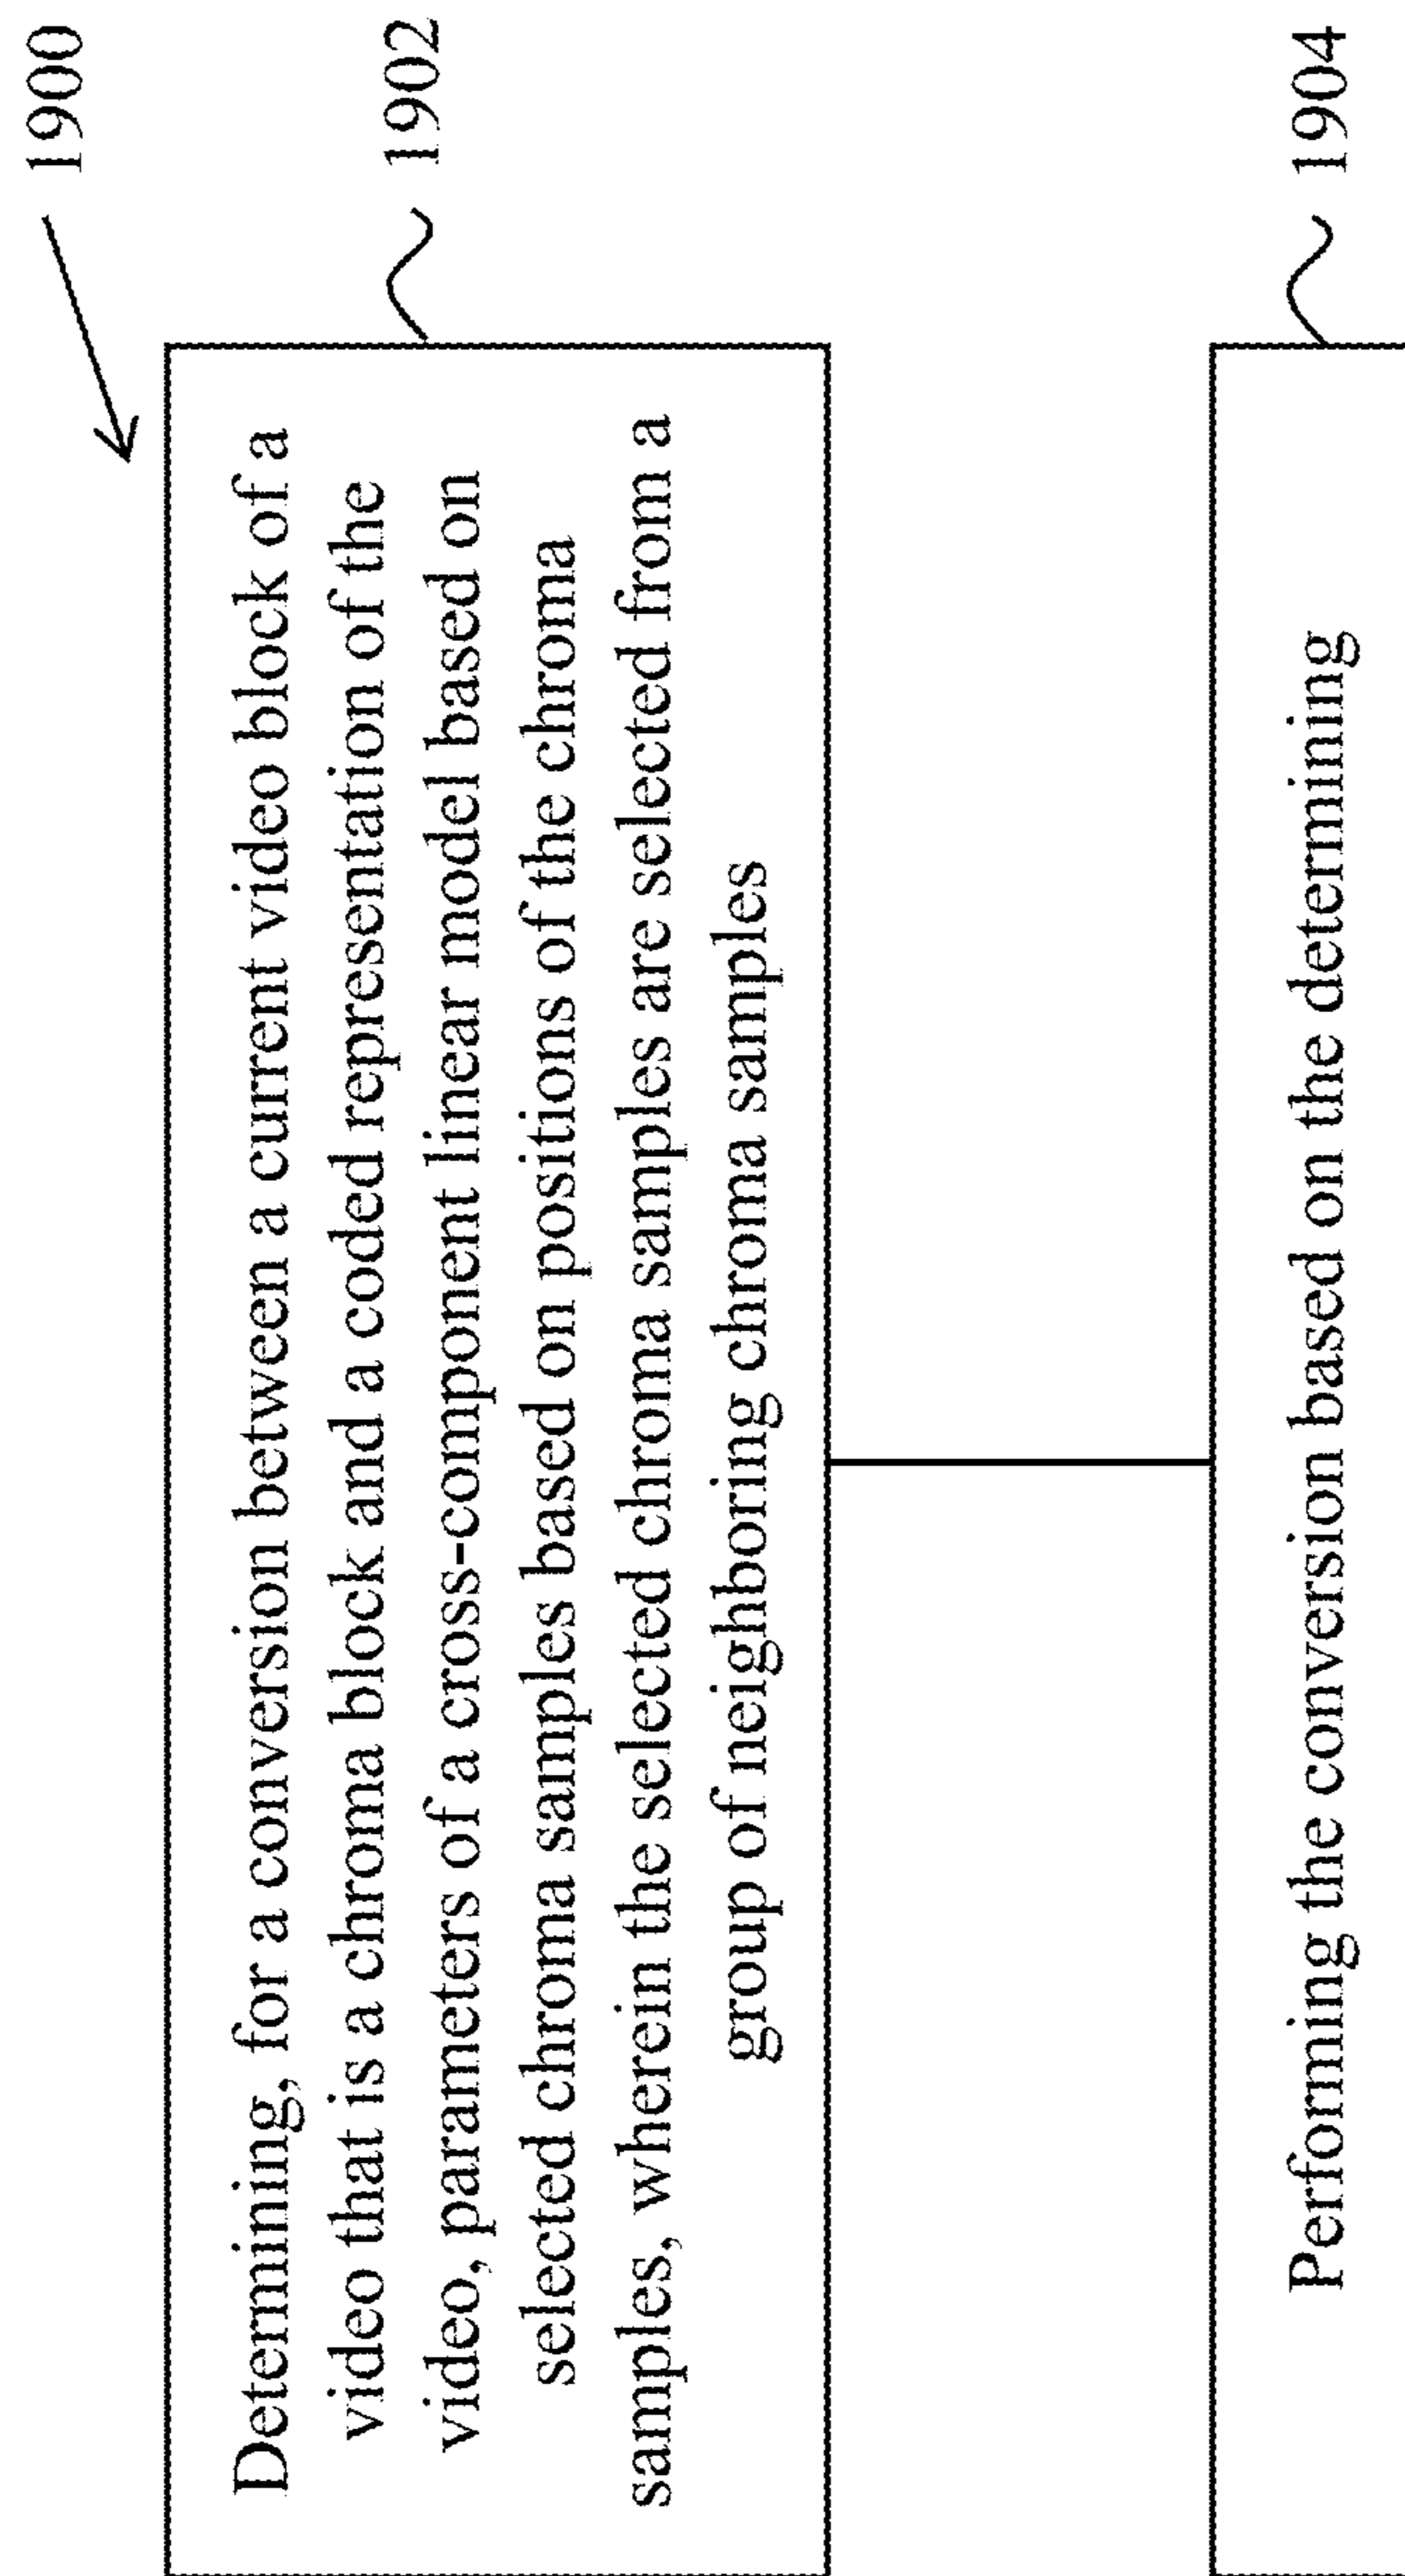 1900
Determining, for a conversion between a current video block of a
video that is a chroma block and a coded representation of the
video, parameters of a cross-component linear model based on
selected chroma samples based on positions of the chroma
samples, wherein the selected chroma samples are selected from a
group of neighboring chroma samples
1902
Performing the conversion based on the determining
1904